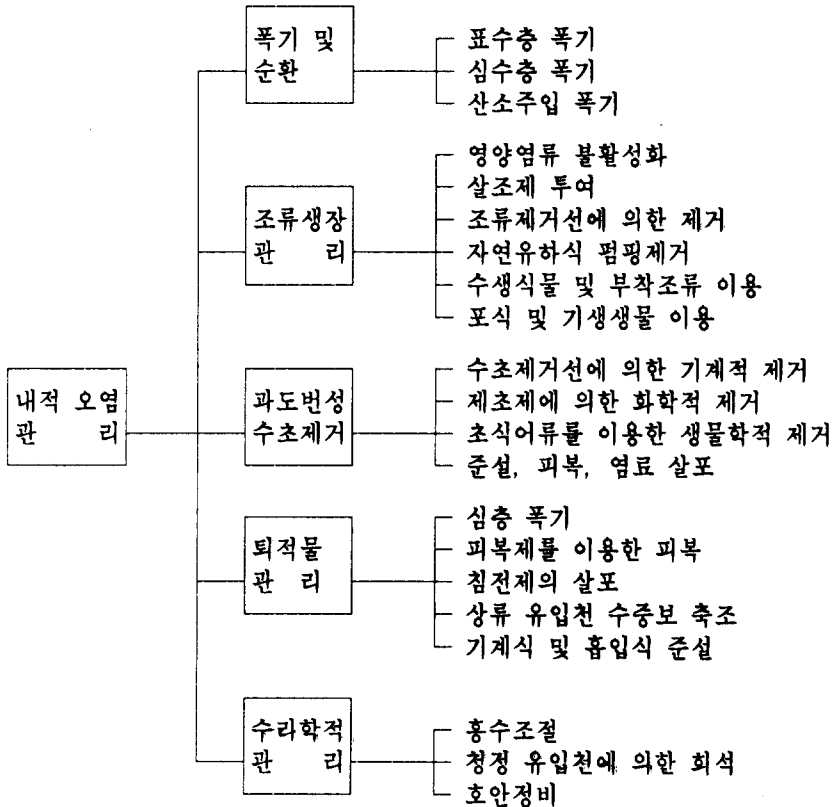 폭기 및
순환
표수층 폭기
심수층 폭기
산소주입 폭기
조류생장
관 리
영양염류 불활성화
살조제 투여
조류제거선에 의한 제거
자연유하식 펌핑제거
수생식물 및 부착조류 이용
포식 및 기생생물 이용
내적 오염
관 리
과도번성
수초제거
수초제거선에 의한 기계적 제거
제초제에 의한 화학적 제거
초식어류를 이용한 생물학적 제거
준설, 피복, 염료 살포
퇴적물
관 리
심층 폭기
피복제를 이용한 피복
침전제의 살포
상류 유입천 수중보 축조
기계식 및 흡입식 준설
수리학적
관 리
홍수조절
청정 유입천에 의한 희석
호안정비